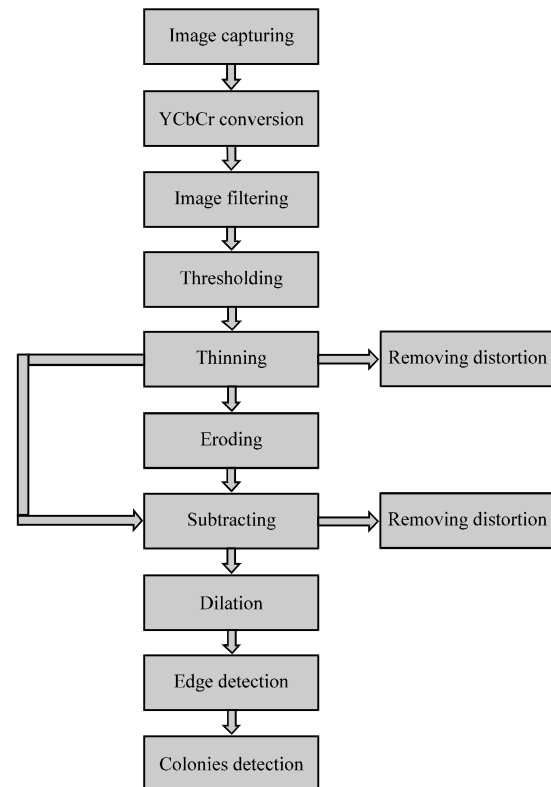 Image capturing
YCbCr conversion
Image filtering
Thresholding
Thinning
Removing distortion
Eroding
Subtracting
Removing distortion
Dilation
Edge detection
Colonies detection